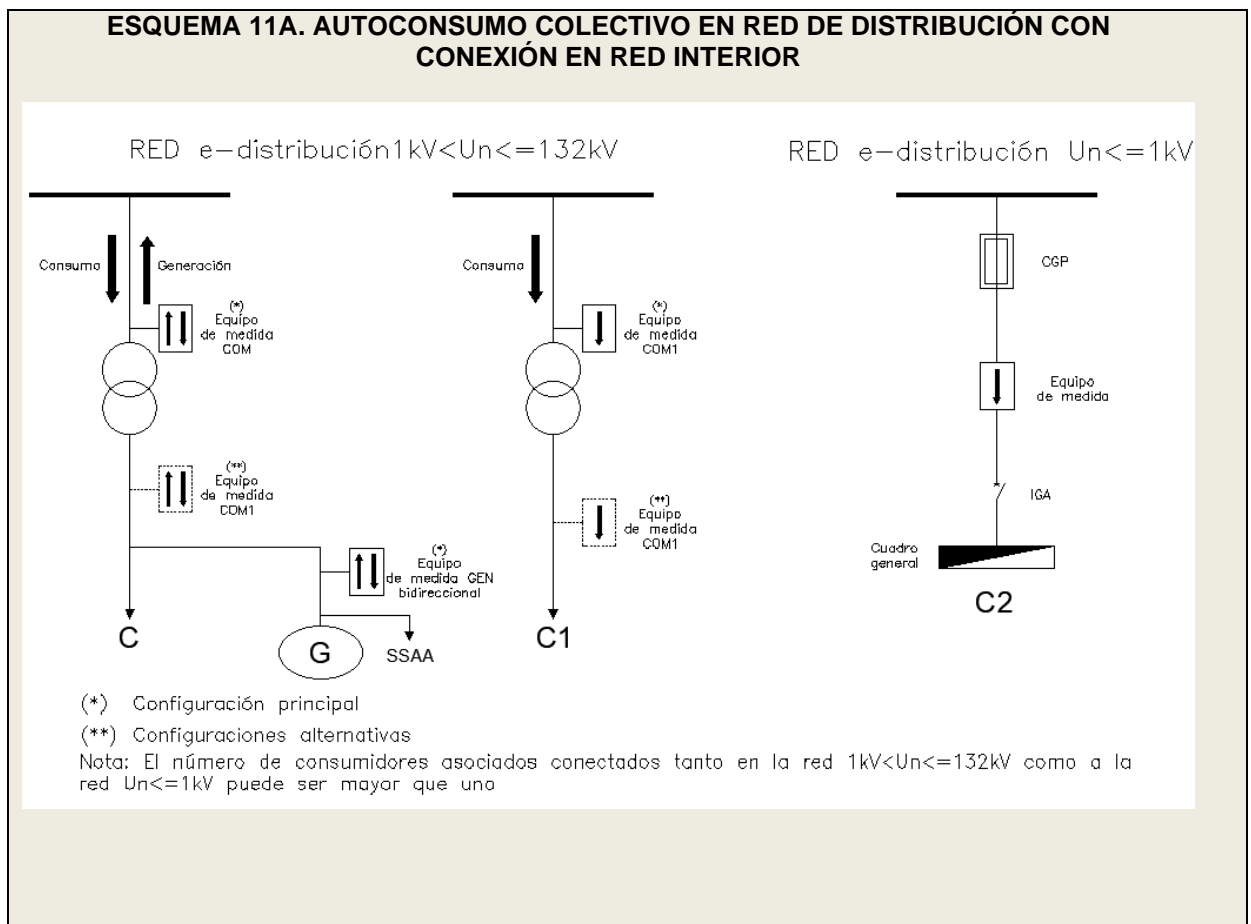 ESQUEMA 11A. AUTOCONSUMO COLECTIVO EN RED DE DISTRIBUCIÓN CON
CONEXIÓN EN RED INTERIOR
RED e-distribución1kV<Un<=132kV
RED e-distribución Un<=1kV
Consumo
Generación
(*)
Equipo
de medida
COM
Consumo
(*)
Equipo
de medida
COM1
CGP
Equipo
de medida
(**)
Equipo
de medida
COM1
(**)
Equipo
de medida
COM1
IGA
(*)
Equipo
de medida GEN
bidireccional
Cuadro
general
C
G
SSAA
C1
C2
(*) Configuración principal
(**) Configuraciones alternativas
Nota: El número de consumidores asociados conectados tanto en la red 1kV<Un<=132kV como a la
red Un<=1kV puede ser mayor que uno